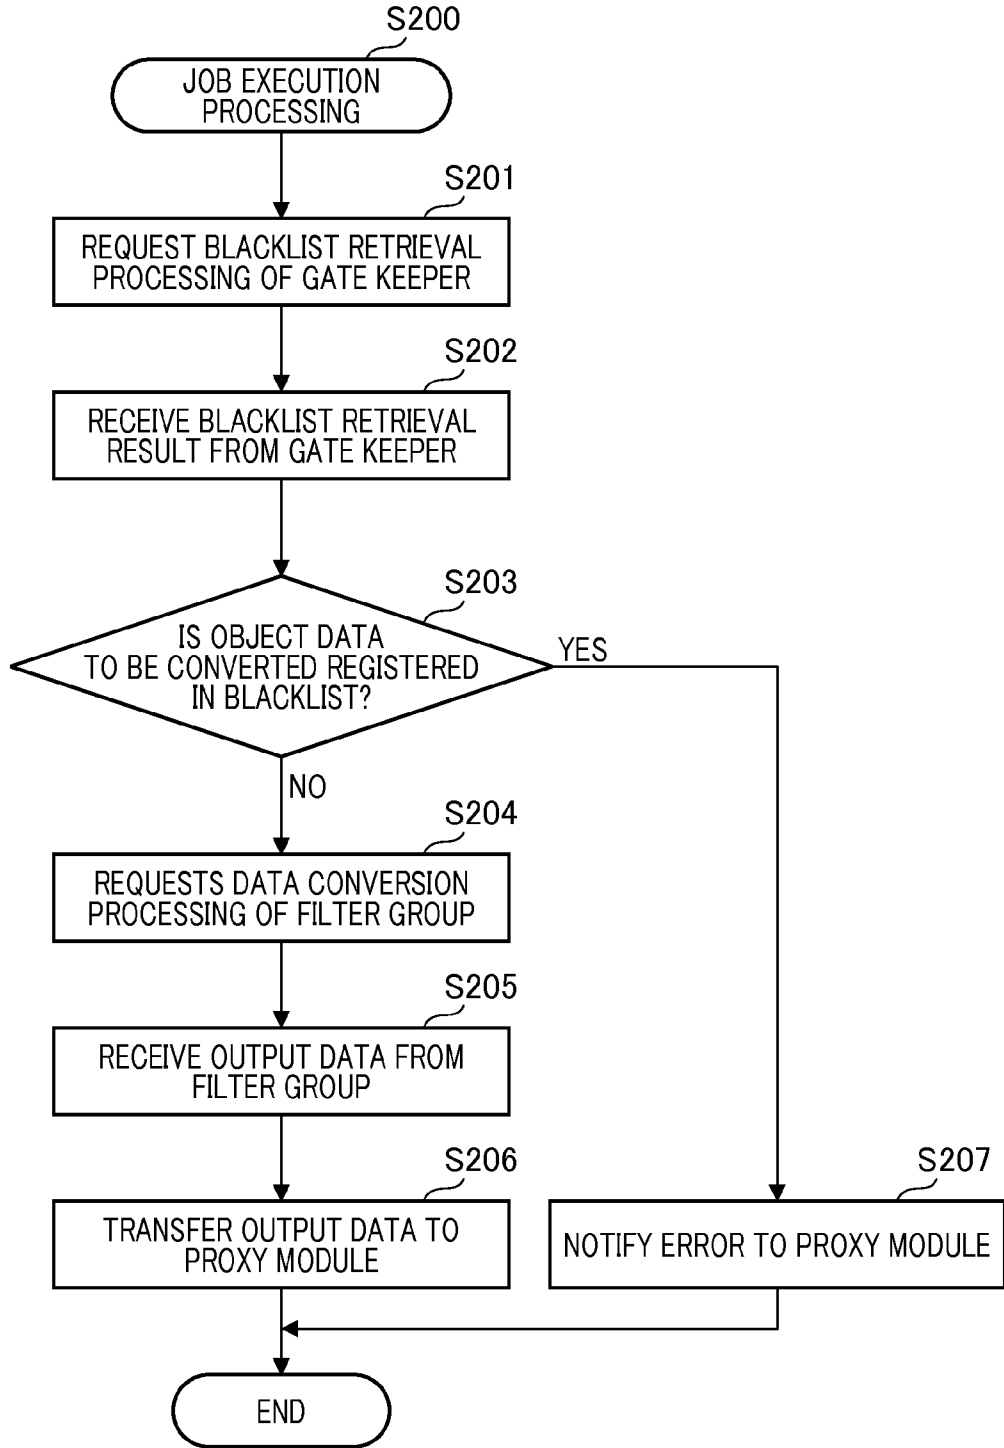 S200
JOB EXECUTION
PROCESSING
S201
REQUEST BLACKLIST RETRIEVAL
PROCESSING OF GATE KEEPER
S202
RECEIVE BLACKLIST RETRIEVAL
RESULT FROM GATE KEEPER
S203
IS OBJECT DATA
TO BE CONVERTED REGISTERED
IN BLACKLIST?
YES
NO
S204
REQUESTS DATA CONVERSION
PROCESSING OF FILTER GROUP
S205
RECEIVE OUTPUT DATA FROM
FILTER GROUP
S206
TRANSFER OUTPUT DATA TO
PROXY MODULE
S207
NOTIFY ERROR TO PROXY MODULE
END